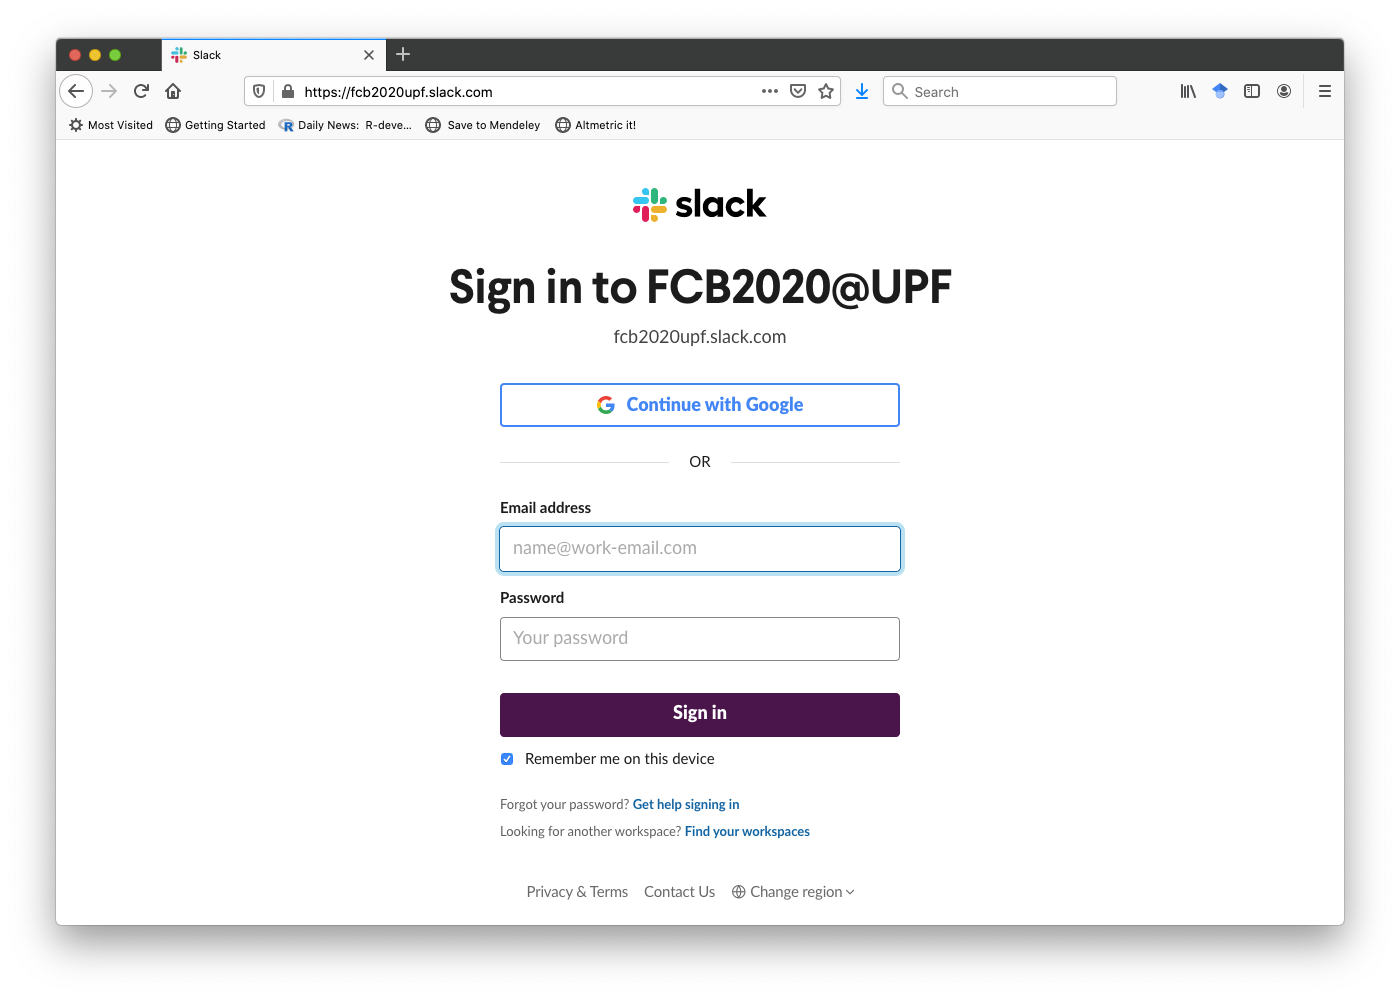 Slack
https://fcb2020upf.slack.com
Search
Most Visited
Getting Started
Daily News: R-deve...
Save to Mendeley
Altmetric it!
slack
Sign in to FCB2020@UPF
fcb2020upf.slack.com
Continue with Google
OR
Email address
name@work-email.com
Password
Your password
Sign in
Remember me on this device
Forgot your password? Get help signing in
Looking for another workspace? Find your workspaces
Privacy & Terms Contact Us Change region